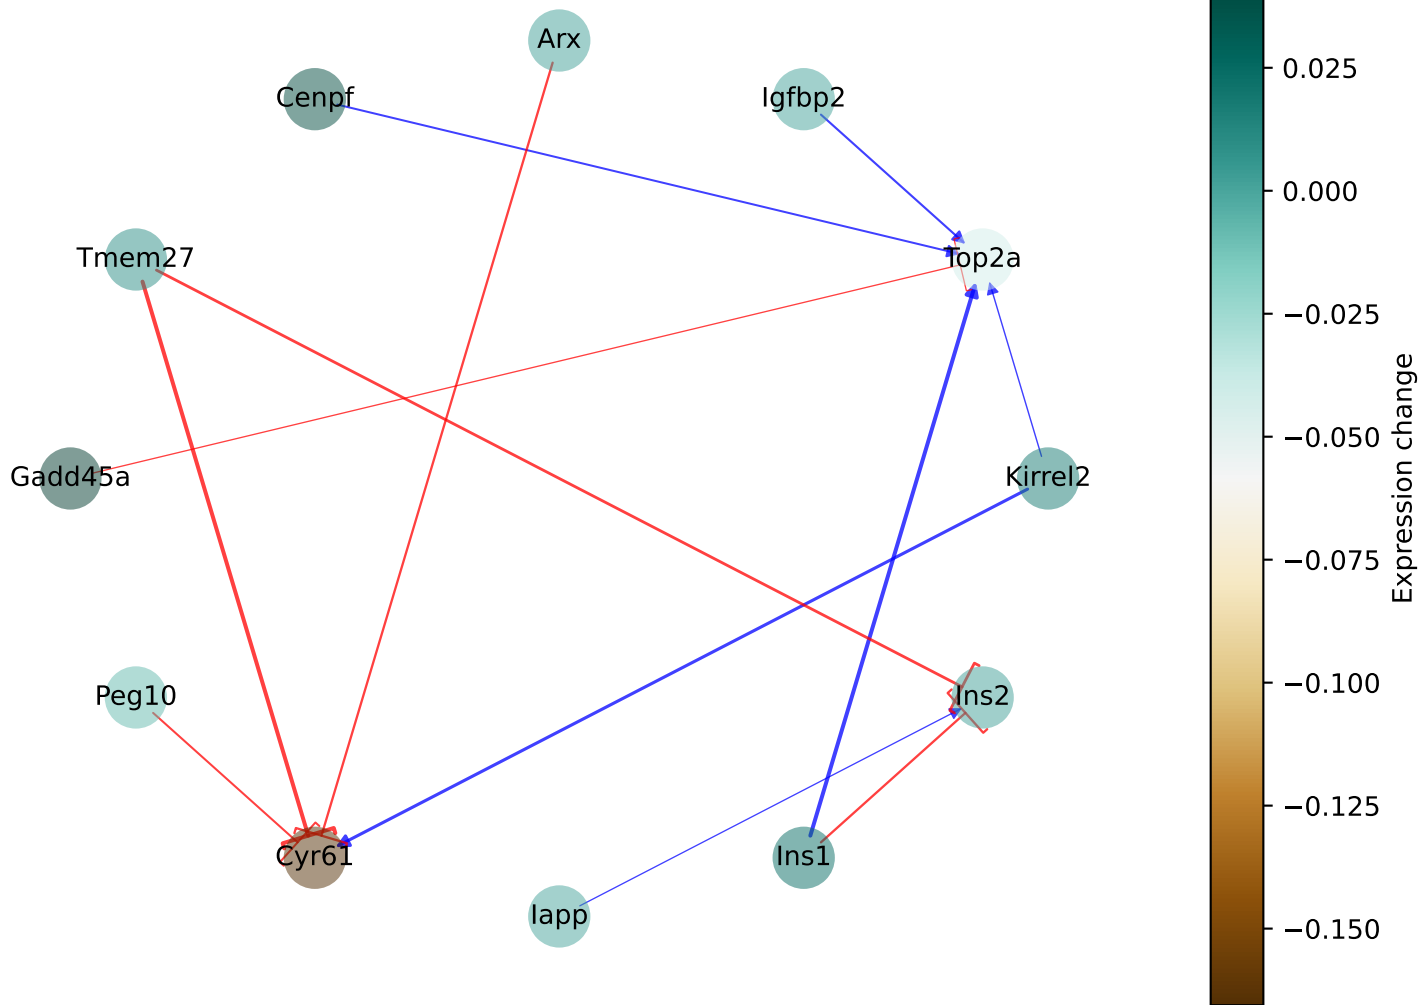 Arx
Cenpf
Igfbp2
Tmem27
Top2a
Gadd45a
Kirrel2
Peg10
Ins2
Cyr61
Ins1
Iapp
0.025
0.000
−0.025
−0.050
−0.075
−0.100
−0.125
−0.150
Expression change